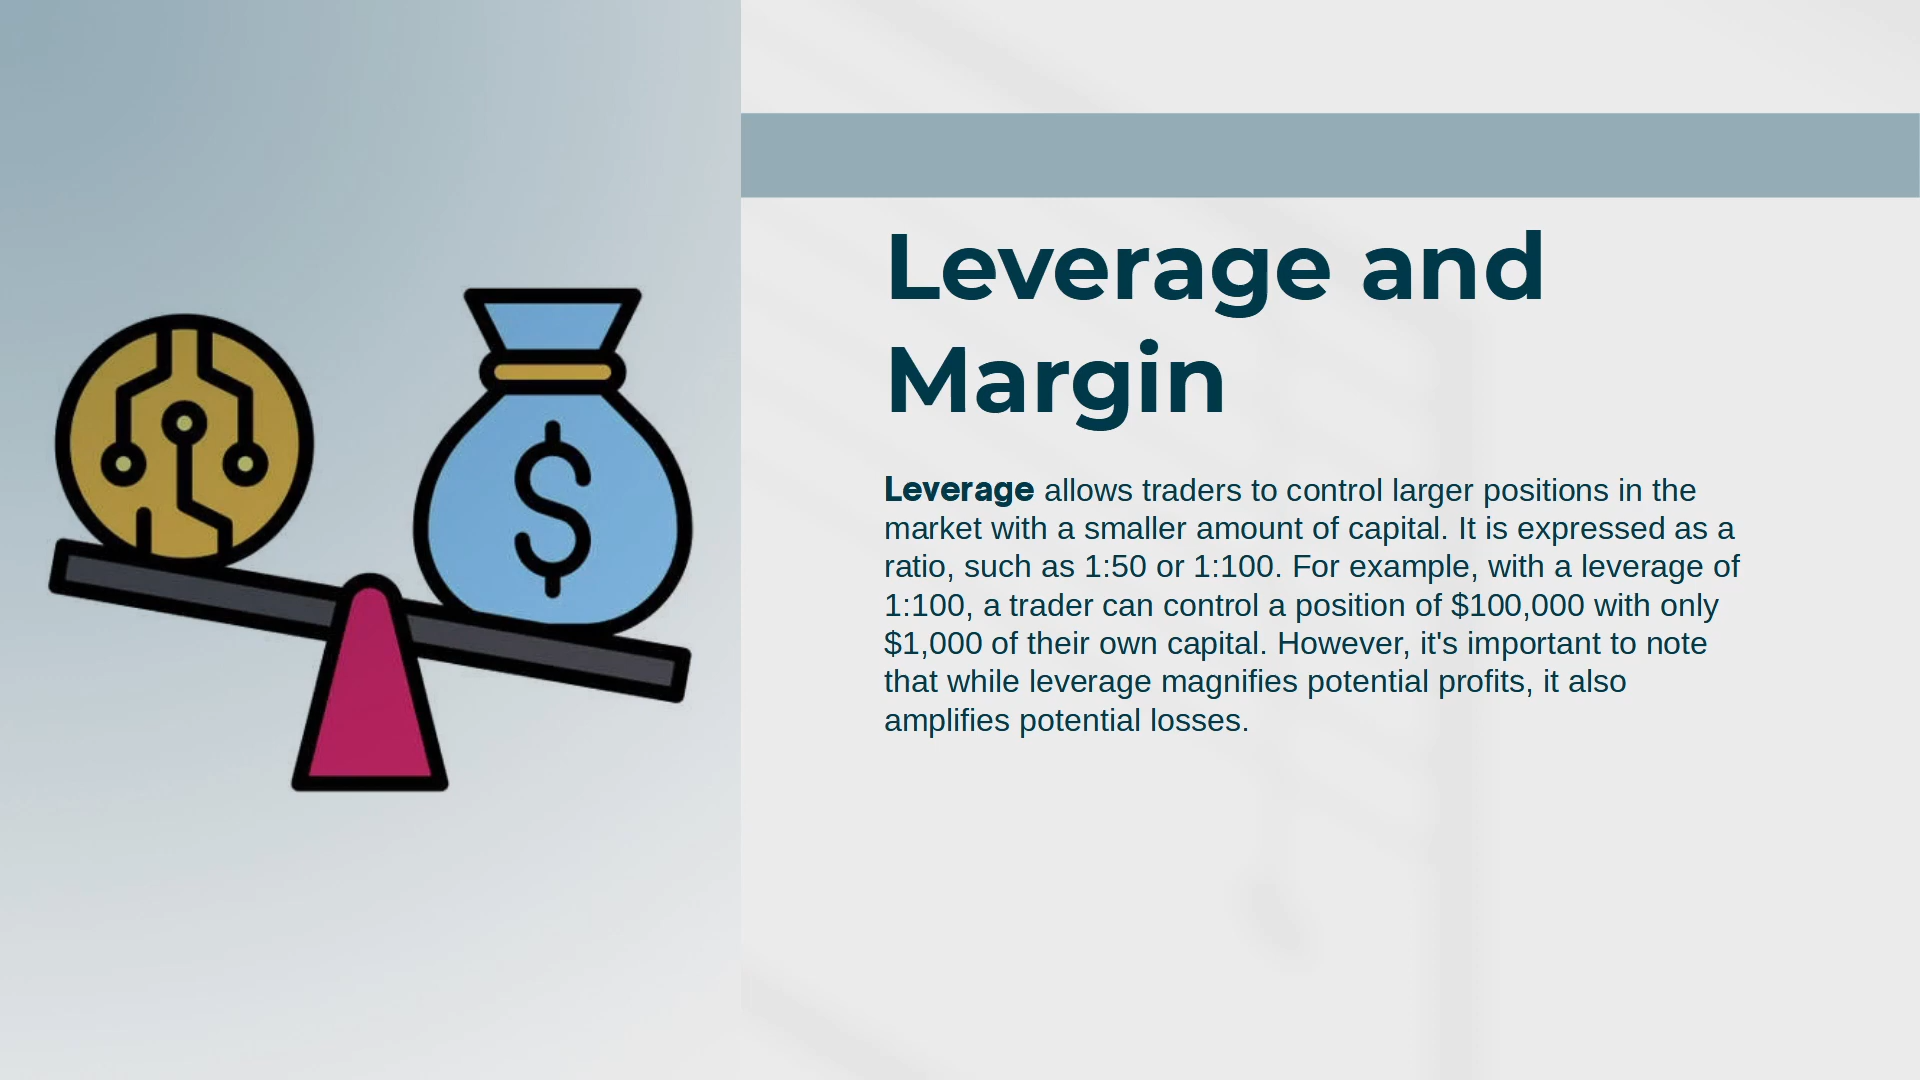 Leverage and
Margin
Leverage allows traders to control larger positions in the
market with a smaller amount of capital. It is expressed as a
ratio, such as 1:50 or 1:100. For example, with a leverage of
1:100, a trader can control a position of $100,000 with only
$1,000 of their own capital. However, it's important to note
that while leverage magnifies potential profits, it also
amplifies potential losses.
$